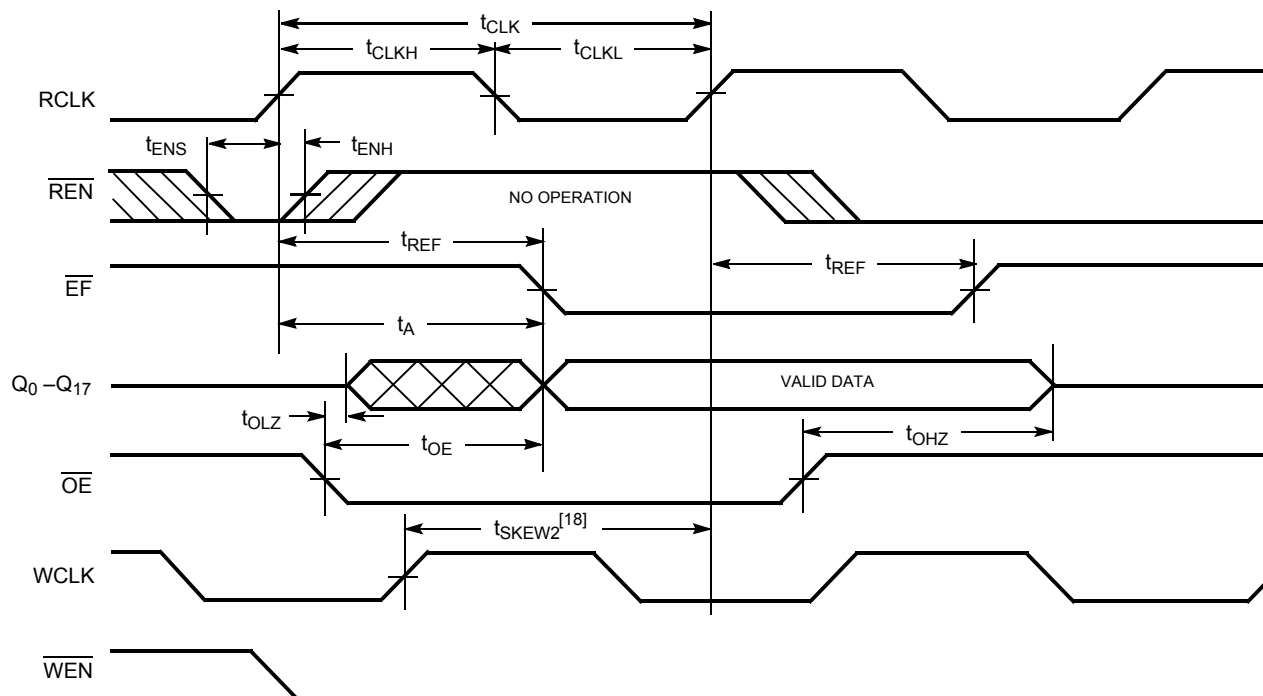 tCLK
tCLKH
tCLKL
RCLK
tENS
tENH
REN
NO OPERATION
tREF
tREF
EF
tA
Q0 –Q17
VALID DATA
tOLZ
tOE
tOHZ
OE
tSKEW2[18]
WCLK
WEN